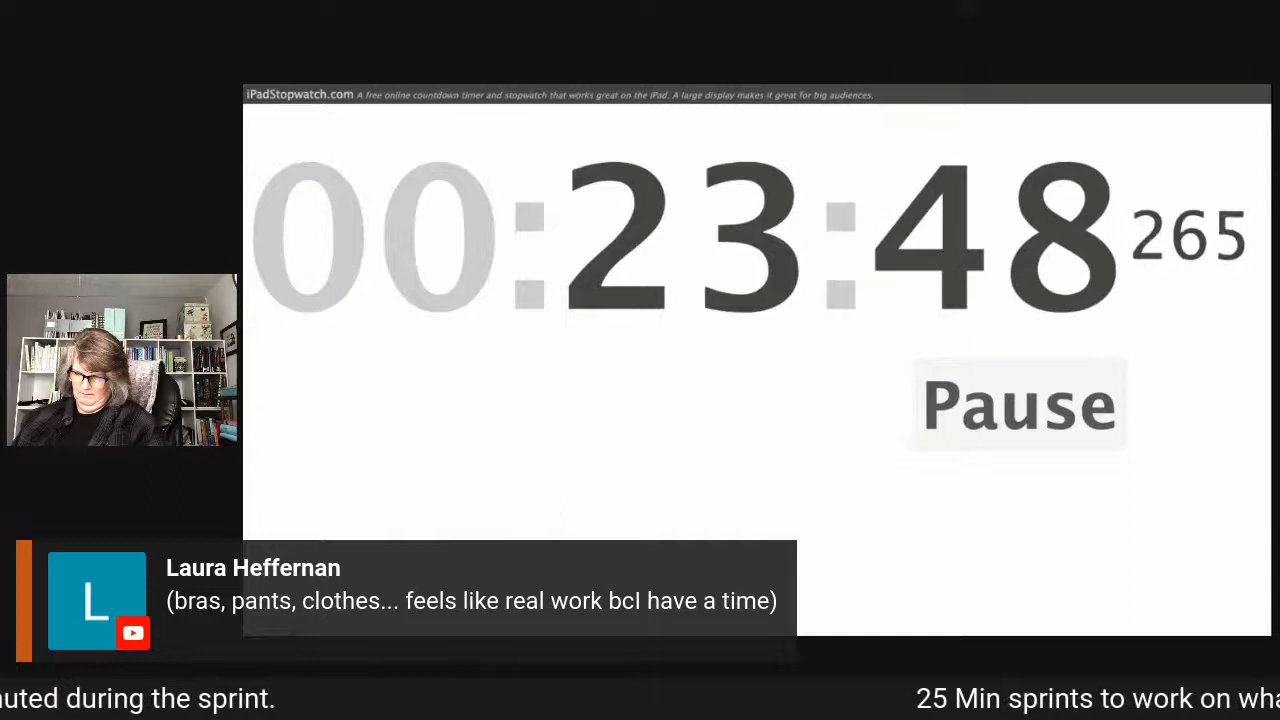 iPadStopwatch.com A free online countdown timer and stopwatch that works great on the iPad. A large display makes it great for big audiences.
00:23:48 265
Pause
L
Laura Heffernan
(bras, pants, clothes... feels like real work bcI have a time)
uted during the sprint. 25 Min sprints to work on wha